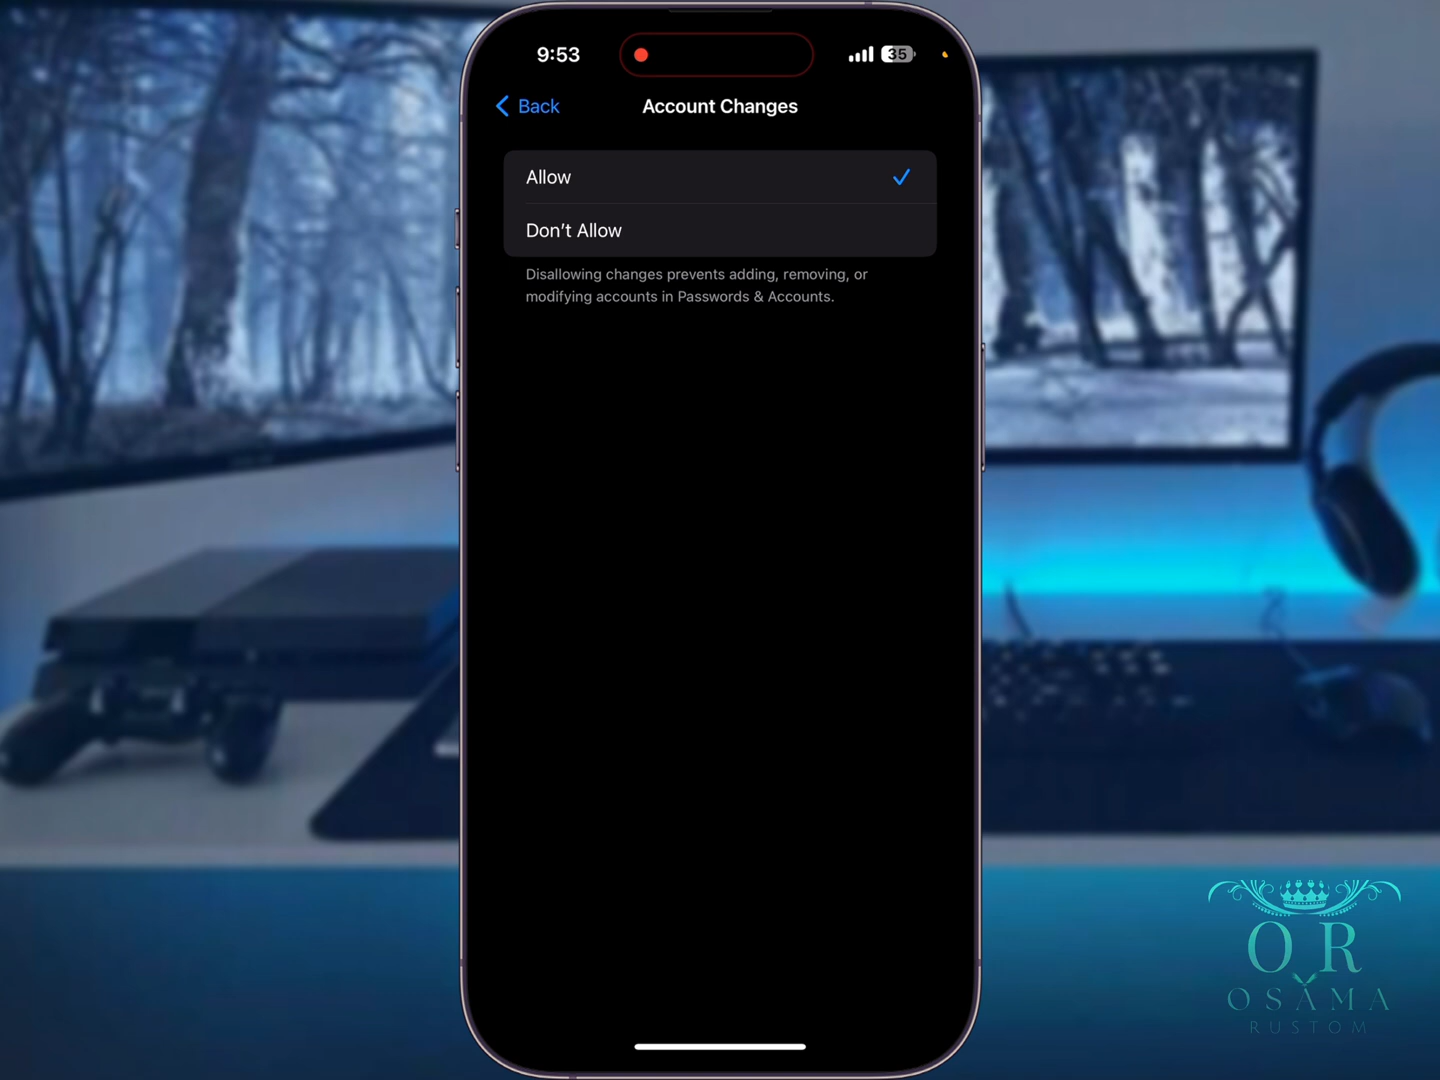 9:53
35
Back
Account Changes
Allow
Don't Allow
Disallowing changes prevents adding, removing, or
modifying accounts in Passwords & Accounts.
O R
OSAMA
RUSTOM